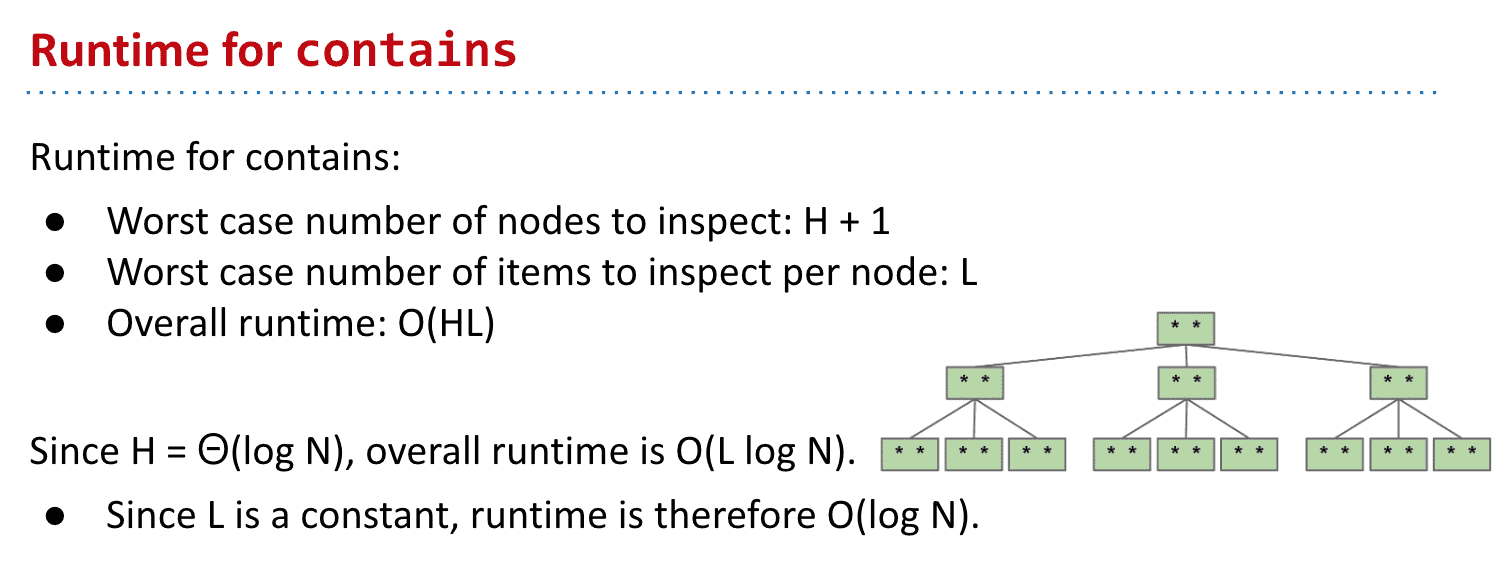 Runtime for contains
Runtime for contains:
● Worst case number of nodes to inspect: H + 1
● Worst case number of items to inspect per node: L
● Overall runtime: O(HL)
* *
* * * * * *
Since H = Θ(log N), overall runtime is O(L log N).
* * * * * * * * * * * * * * * * * *
● Since L is a constant, runtime is therefore O(log N).